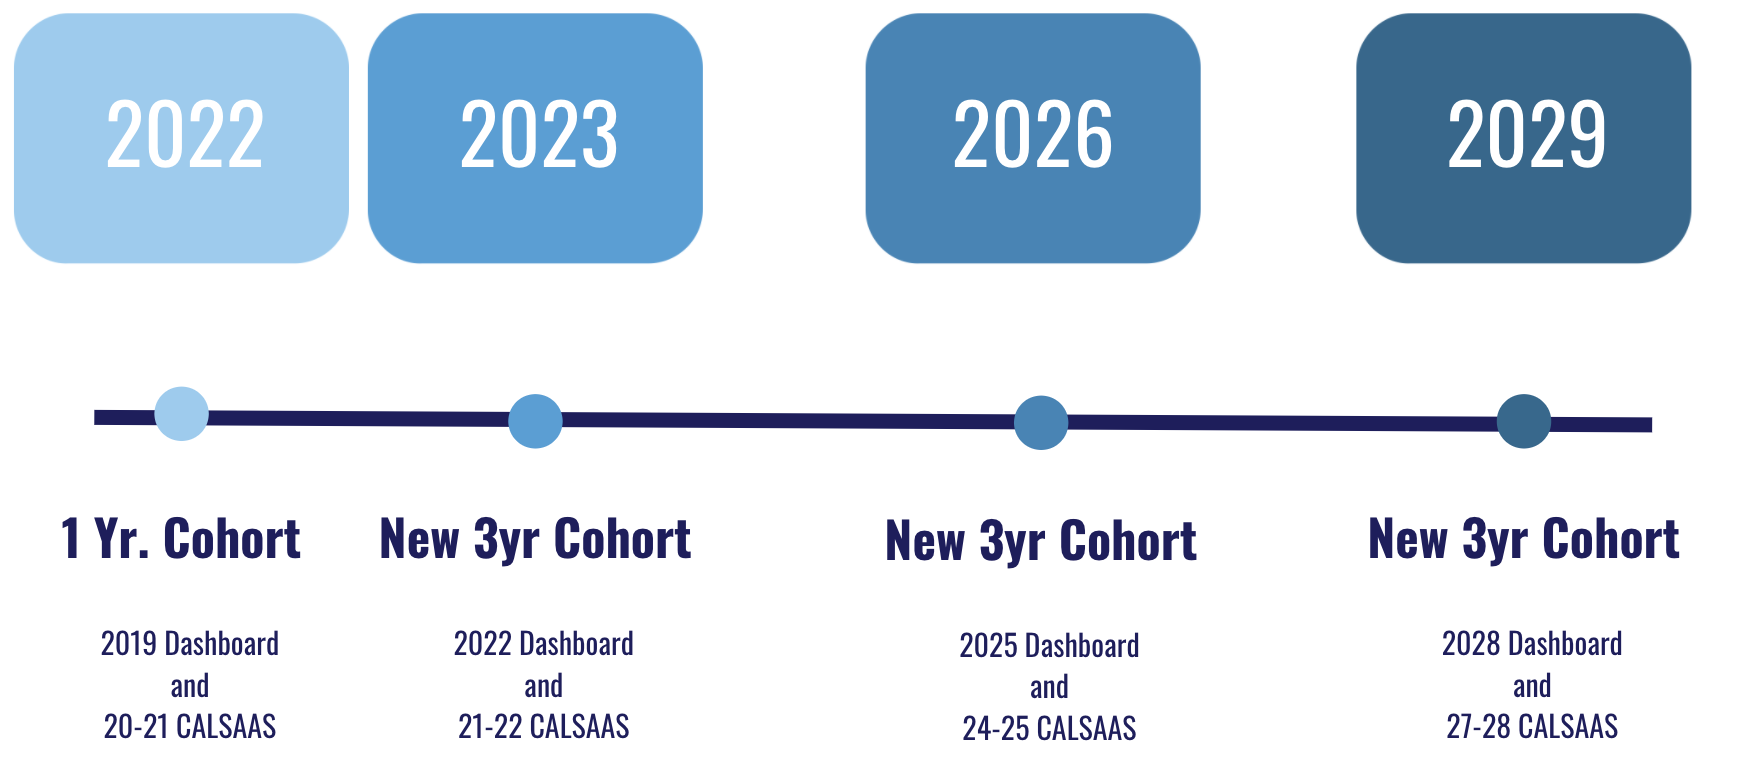 2022
2023
2026
2029
1 Yr. Cohort
New 3yr Cohort
New 3yr Cohort
New 3yr Cohort
2019 Dashboard
and
20-21 CALSAAS
2022 Dashboard
and
21-22 CALSAAS
2025 Dashboard
and
24-25 CALSAAS
2028 Dashboard
and
27-28 CALSAAS